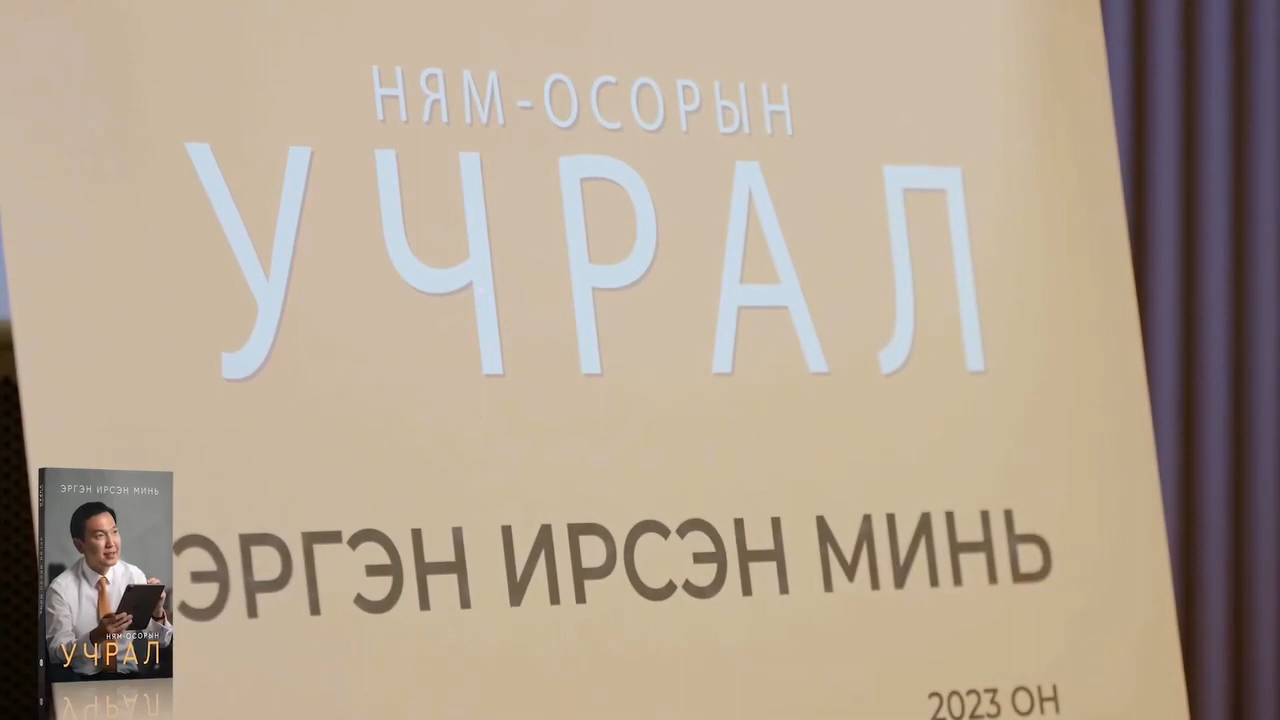 НЯМ-ОСОРЫН
УЧРАЛ
ЭРГЭН ИРСЭН МИНЬ
2023 ОН
ЭРГЭН ИРСЭН МИНЬ
НЯМ-ОСОРЫН
УЧРАЛ